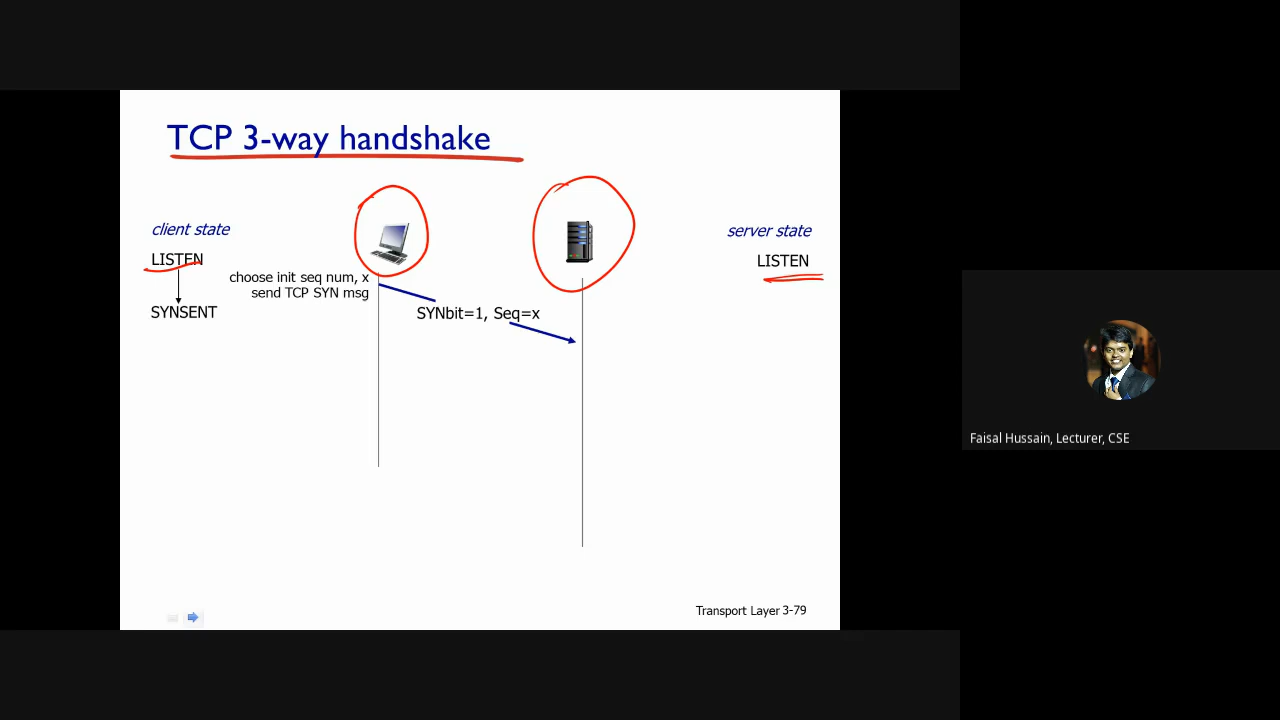 TCP 3-way handshake
client state
server state
LISTEN
LISTEN
choose init seq num, x
send TCP SYN msg
SYNSENT
SYNbit=1, Seq=x
Faisal Hussain, Lecturer, CSE
Transport Layer 3-79